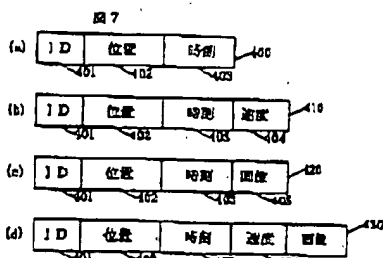 図7
(a) ID 位置 時刻 400
401 402 403
(b) ID 位置 時刻 速度 410
401 402 403 404
(c) ID 位置 時刻 画像 420
401 402 403 405
(d) ID 位置 時刻 速度 画像 430